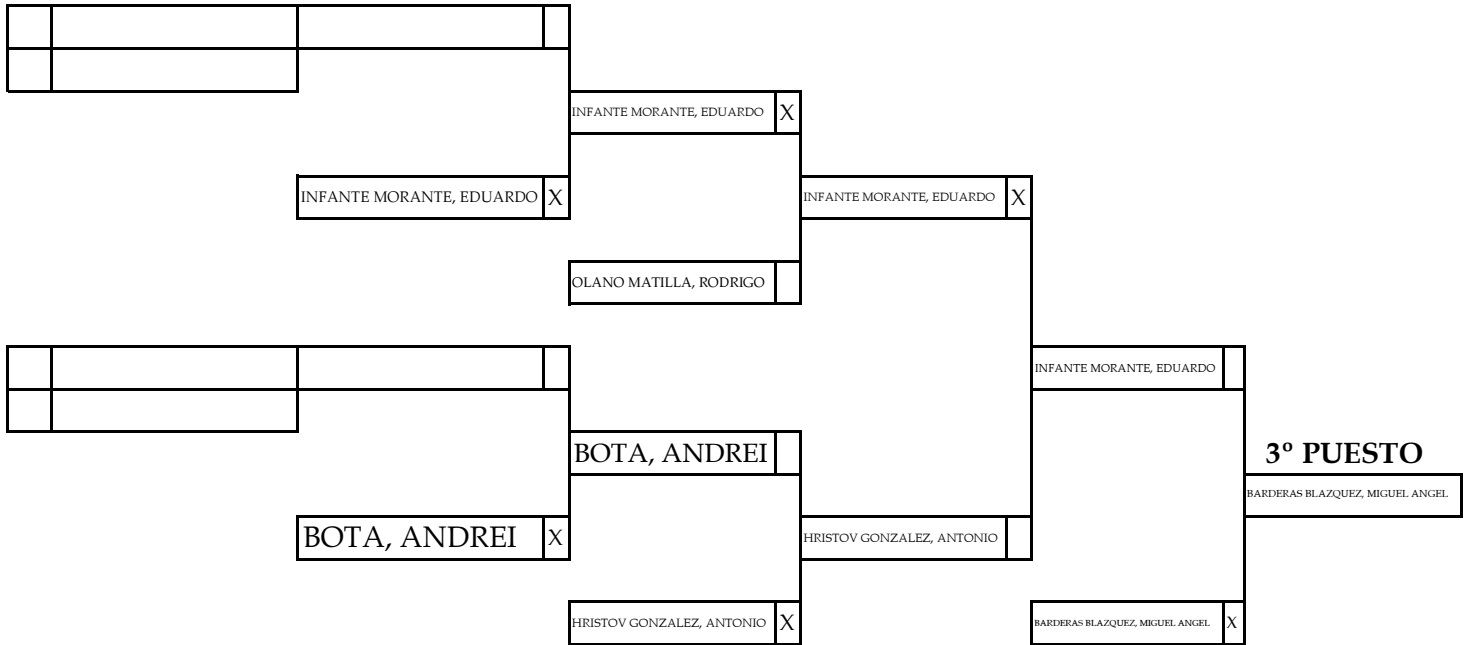 INFANTE MORANTE, EDUARDO X
INFANTE MORANTE, EDUARDO X
INFANTE MORANTE, EDUARDO X
OLANO MATILLA, RODRIGO
INFANTE MORANTE, EDUARDO
BOTA, ANDREI
3º PUESTO
BARDERAS BLAZQUEZ, MIGUEL ANGEL
BOTA, ANDREI X
HRISTOV GONZALEZ, ANTONIO
HRISTOV GONZALEZ, ANTONIO X
BARDERAS BLAZQUEZ, MIGUEL ANGEL X